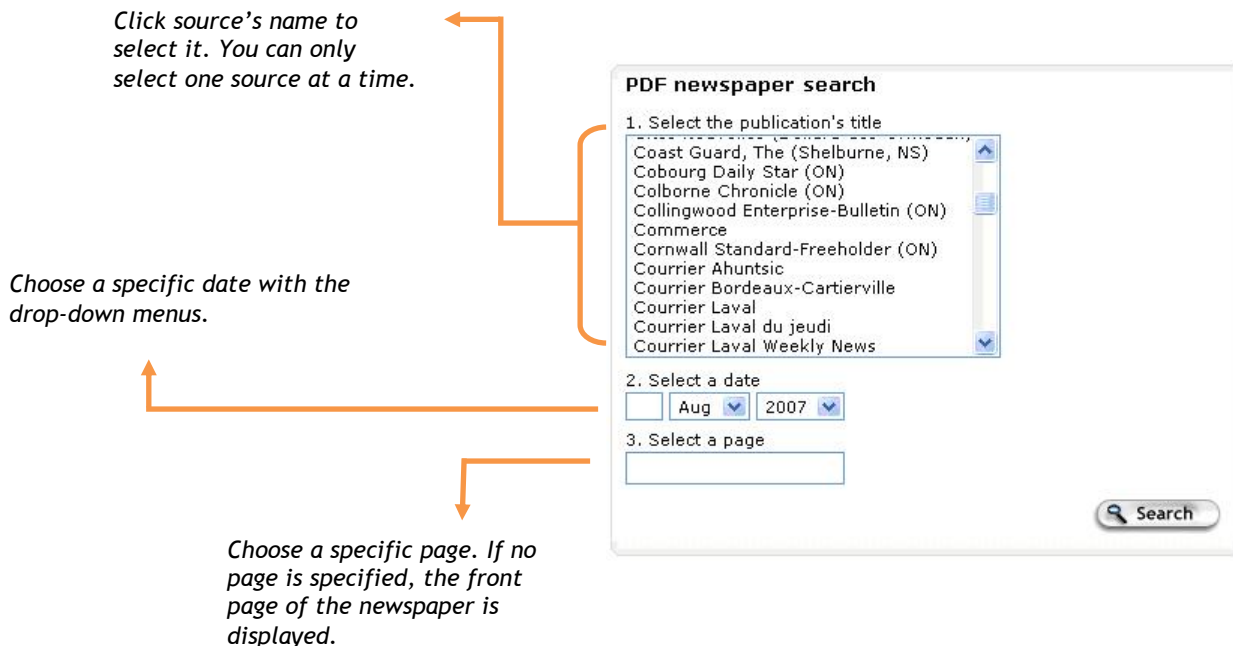 Click source's name to
select it. You can only
select one source at a time.
PDF newspaper search
1. Select the publication's title
Coast Guard, The (Shelburne, NS)
Cobourg Daily Star (ON)
Colborne Chronicle (ON)
Collingwood Enterprise-Bulletin (ON)
Commerce
Cornwall Standard-Freeholder (ON)
Courrier Ahuntsic
Courrier Bordeaux-Cartierville
Courrier Laval
Courrier Laval du jeudi
Courrier Laval Weekly News
Choose a specific date with the
drop-down menus.
2. Select a date
Aug 2007
3. Select a page
Search
Choose a specific page. If no
page is specified, the front
page of the newspaper is
displayed.